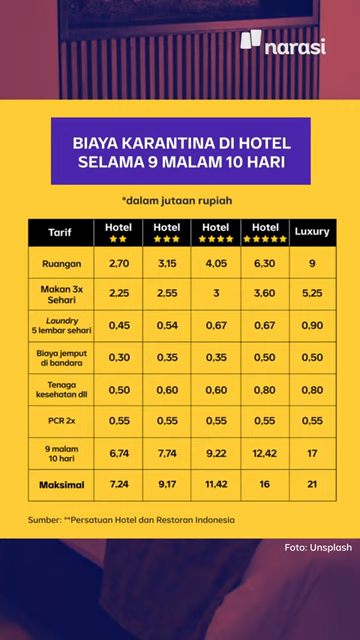 narasi
BIAYA KARANTINA DI HOTEL
SELAMA 9 MALAM 10 HARI
*dalam jutaan rupiah
Tarif Hotel ★★ Hotel ★★★ Hotel ★★★★ Hotel ★★★★★ Luxury
Ruangan 2,70 3,15 4,05 6,30 9
Makan 3x Sehari 2,25 2,55 3 3,60 5,25
Laundry 5 lembar sehari 0,45 0,54 0,67 0,67 0,90
Biaya jemput di bandara 0,30 0,35 0,35 0,50 0,50
Tenaga kesehatan dll 0,50 0,60 0,60 0,80 0,80
PCR 2x 0,55 0,55 0,55 0,55 0,55
9 malam 10 hari 6,74 7,74 9,22 12,42 17
Maksimal 7,24 9,17 11,42 16 21
Sumber: **Persatuan Hotel dan Restoran Indonesia
Foto: Unsplash